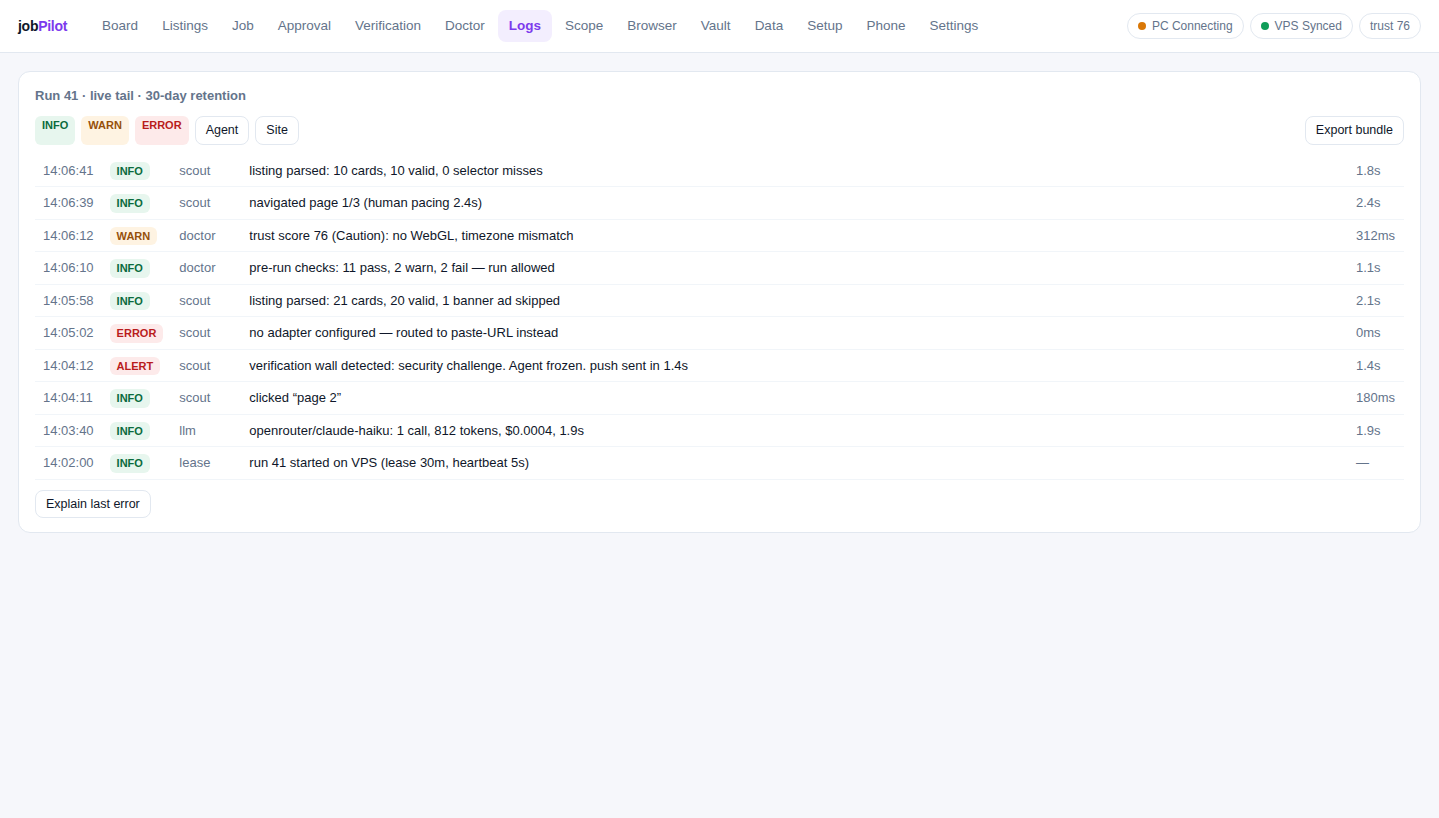 jobPilot Board Listings Job Approval Verification Doctor Logs Scope Browser Vault Data Setup Phone Settings PC Connecting VPS Synced trust 76
Run 41 · live tail · 30-day retention
INFO WARN ERROR Agent Site Export bundle
14:06:41 INFO scout listing parsed: 10 cards, 10 valid, 0 selector misses 1.8s
14:06:39 INFO scout navigated page 1/3 (human pacing 2.4s) 2.4s
14:06:12 WARN doctor trust score 76 (Caution): no WebGL, timezone mismatch 312ms
14:06:10 INFO doctor pre-run checks: 11 pass, 2 warn, 2 fail — run allowed 1.1s
14:05:58 INFO scout listing parsed: 21 cards, 20 valid, 1 banner ad skipped 2.1s
14:05:02 ERROR scout no adapter configured — routed to paste-URL instead 0ms
14:04:12 ALERT scout verification wall detected: security challenge. Agent frozen. push sent in 1.4s 1.4s
14:04:11 INFO scout clicked “page 2” 180ms
14:03:40 INFO llm openrouter/claude-haiku: 1 call, 812 tokens, $0.0004, 1.9s 1.9s
14:02:00 INFO lease run 41 started on VPS (lease 30m, heartbeat 5s) —
Explain last error